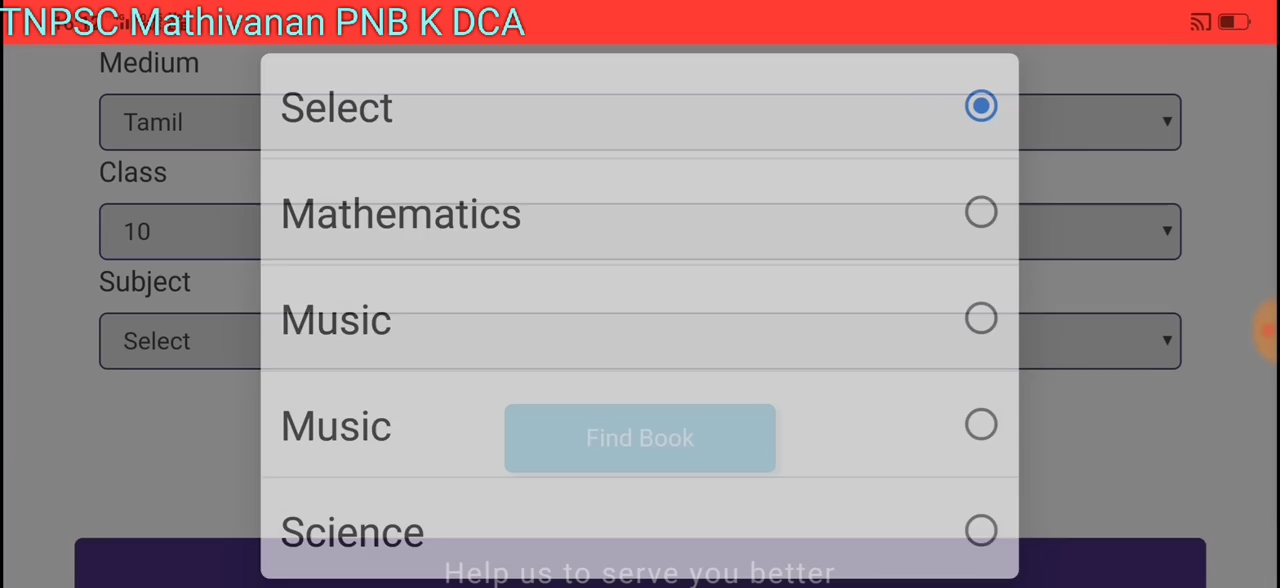 TNPSC Mathivanan PNB K DCA
Medium
Tamil
Class
10
Subject
Select
Select
Mathematics
Music
Music
Find Book
Science
Help us to serve you better